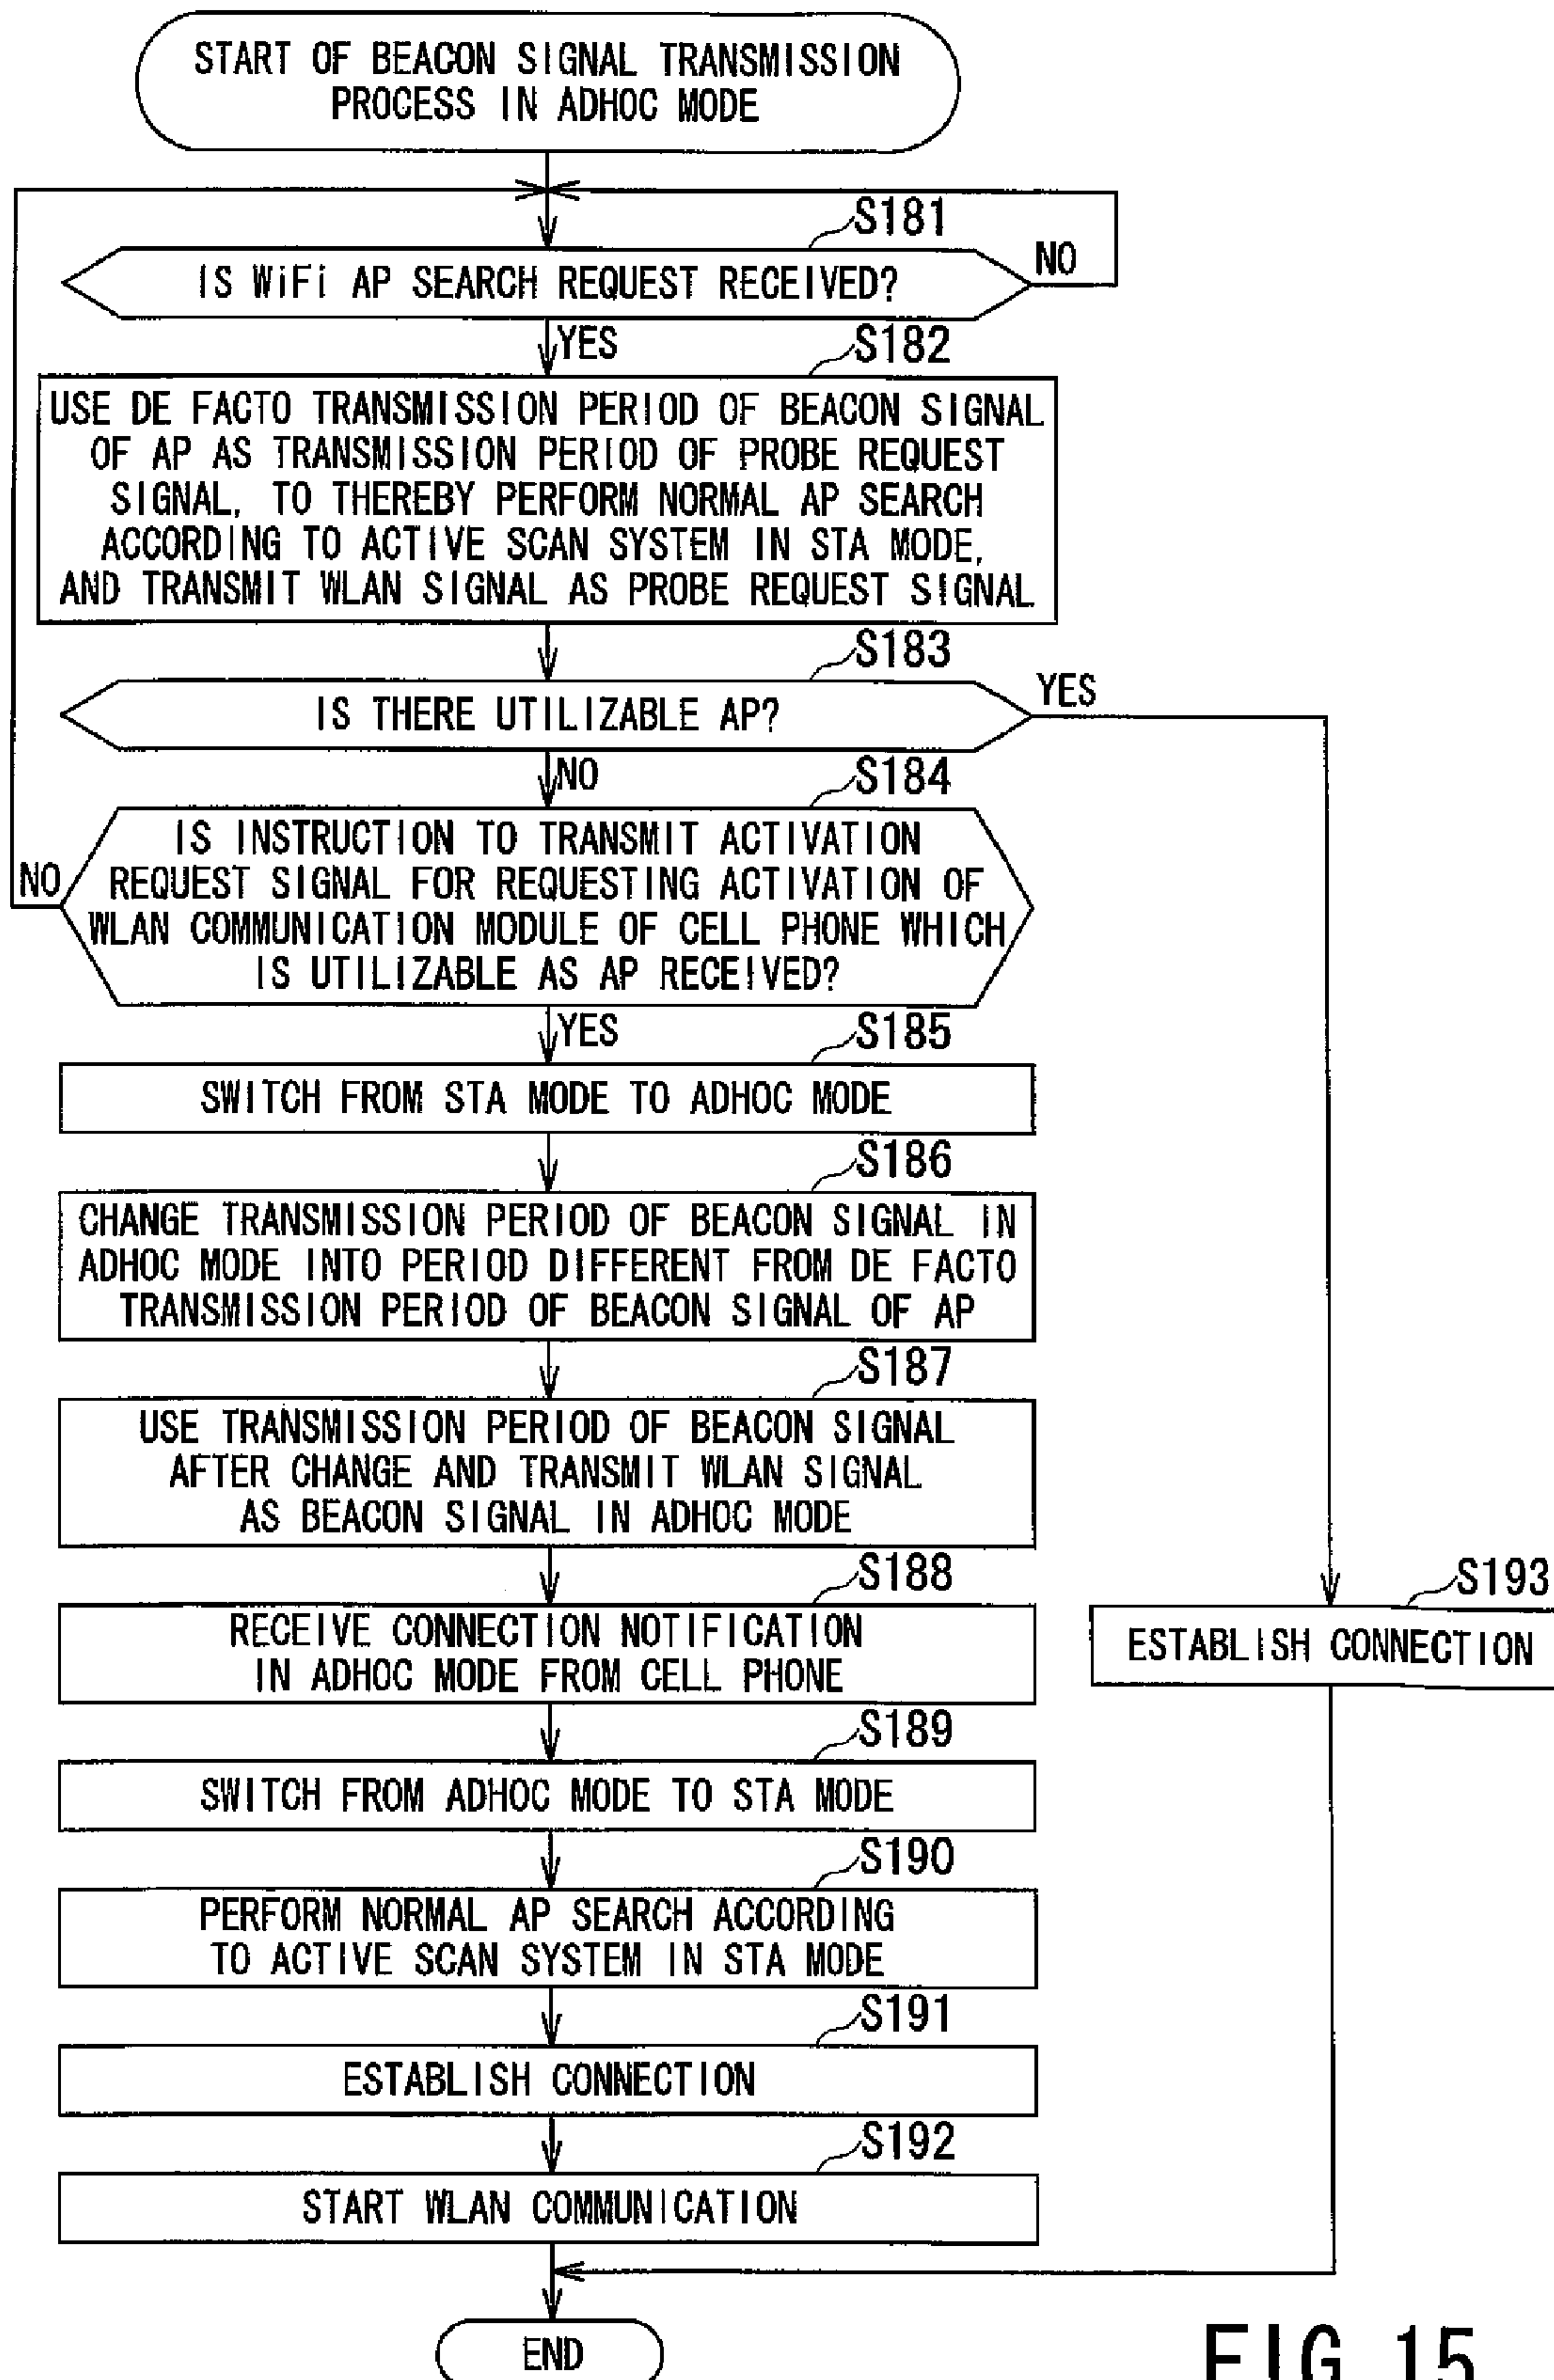 START OF BEACON SIGNAL TRANSMISSION
PROCESS IN ADHOC MODE
S181
IS WiFi AP SEARCH REQUEST RECEIVED?
NO
YES
S182
USE DE FACTO TRANSMISSION PERIOD OF BEACON SIGNAL
OF AP AS TRANSMISSION PERIOD OF PROBE REQUEST
SIGNAL, TO THEREBY PERFORM NORMAL AP SEARCH
ACCORDING TO ACTIVE SCAN SYSTEM IN STA MODE,
AND TRANSMIT WLAN SIGNAL AS PROBE REQUEST SIGNAL
S183
IS THERE UTILIZABLE AP?
YES
NO
S184
IS INSTRUCTION TO TRANSMIT ACTIVATION
REQUEST SIGNAL FOR REQUESTING ACTIVATION OF
WLAN COMMUNICATION MODULE OF CELL PHONE WHICH
IS UTILIZABLE AS AP RECEIVED?
NO
YES
S185
SWITCH FROM STA MODE TO ADHOC MODE
S186
CHANGE TRANSMISSION PERIOD OF BEACON SIGNAL IN
ADHOC MODE INTO PERIOD DIFFERENT FROM DE FACTO
TRANSMISSION PERIOD OF BEACON SIGNAL OF AP
S187
USE TRANSMISSION PERIOD OF BEACON SIGNAL
AFTER CHANGE AND TRANSMIT WLAN SIGNAL
AS BEACON SIGNAL IN ADHOC MODE
S188
RECEIVE CONNECTION NOTIFICATION
IN ADHOC MODE FROM CELL PHONE
S193
ESTABLISH CONNECTION
S189
SWITCH FROM ADHOC MODE TO STA MODE
S190
PERFORM NORMAL AP SEARCH ACCORDING
TO ACTIVE SCAN SYSTEM IN STA MODE
S191
ESTABLISH CONNECTION
S192
START WLAN COMMUNICATION
END
FIG. 15